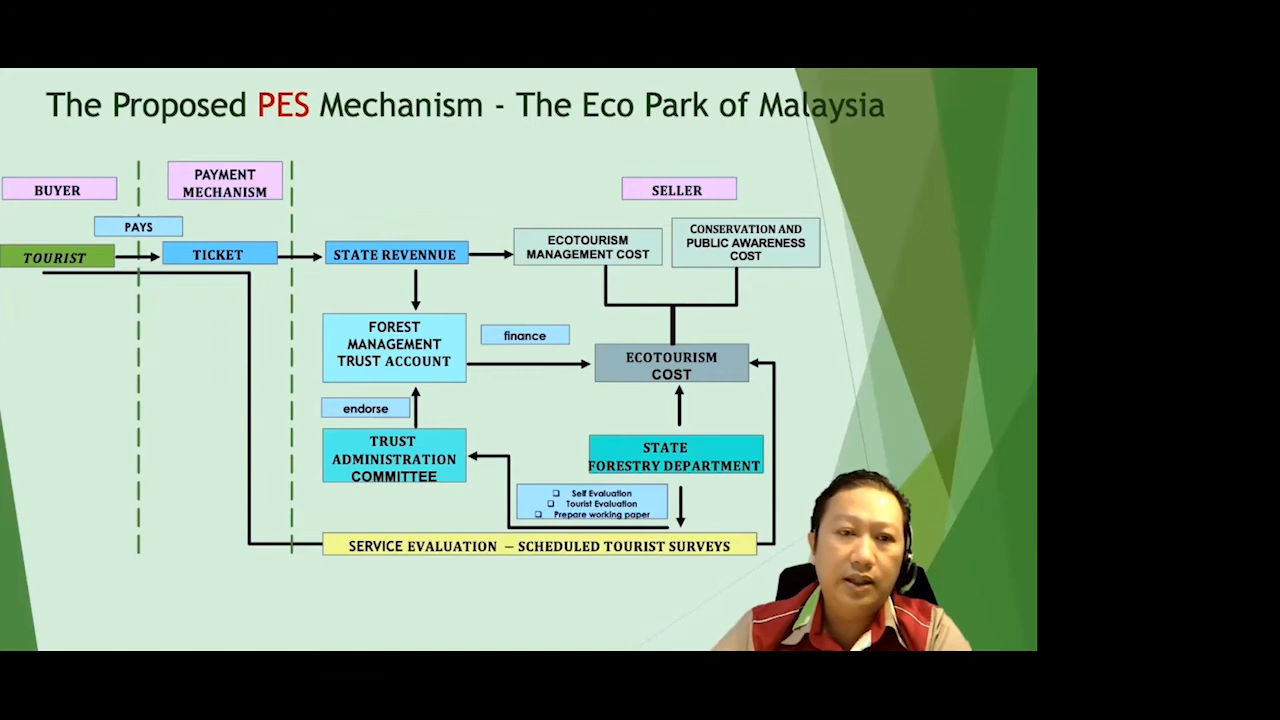 The Proposed PES Mechanism - The Eco Park of Malaysia
BUYER
PAYMENT
MECHANISM
SELLER
PAYS
TOURIST
TICKET
STATE REVENNUE
ECOTOURISM
MANAGEMENT COST
CONSERVATION AND
PUBLIC AWARENESS
COST
FOREST
MANAGEMENT
TRUST ACCOUNT
finance
ECOTOURISM
COST
endorse
TRUST
ADMINISTRATION
COMMITTEE
STATE
FORESTRY DEPARTMENT
❑ Self Evaluation
❑ Tourist Evaluation
❑ Prepare working paper
SERVICE EVALUATION – SCHEDULED TOURIST SURVEYS